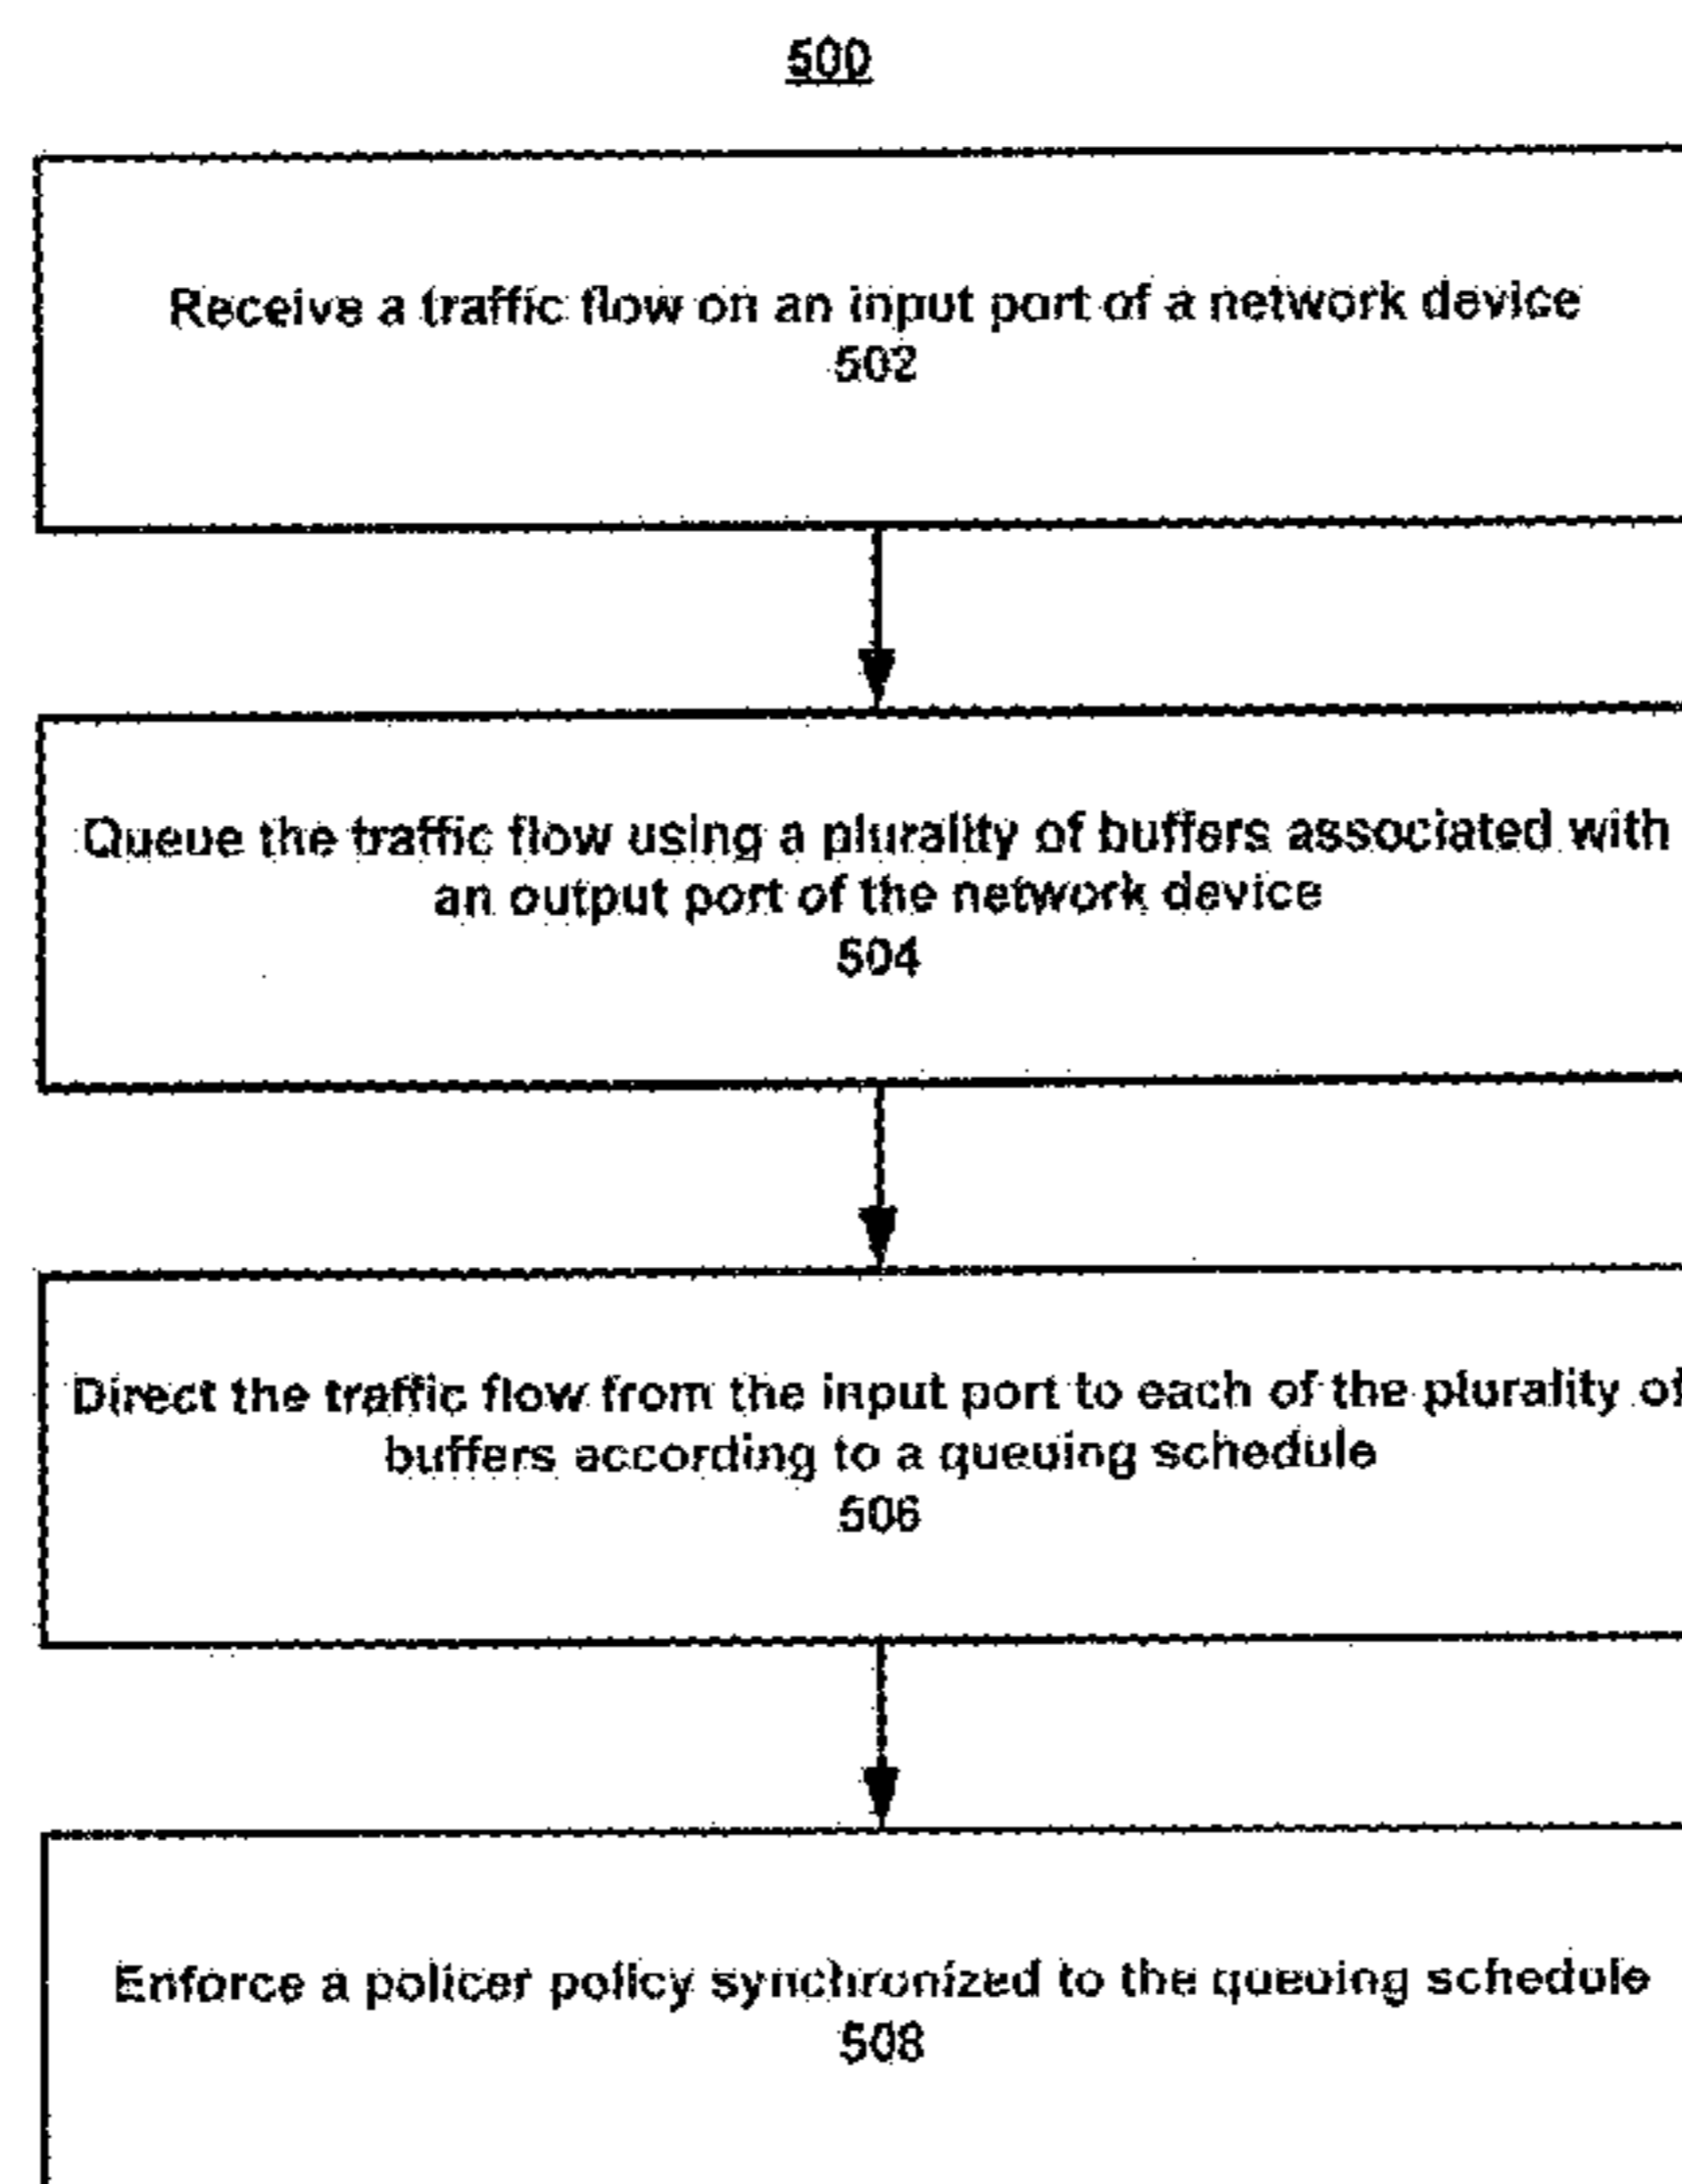 500
Receive a traffic flow on an input port of a network device
502
Queue the traffic flow using a plurality of buffers associated with
an output port of the network device
504
Direct the traffic flow from the input port to each of the plurality of
buffers according to a queuing schedule
506
Enforce a policer policy synchronized to the queuing schedule
508